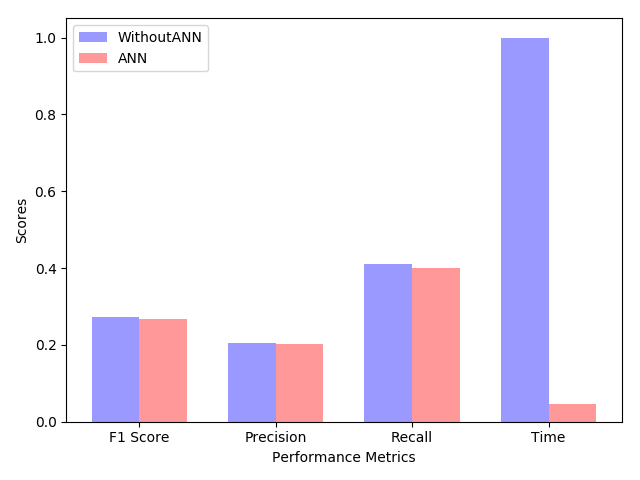 WithoutANN
ANN
Scores
1.0
0.8
0.6
0.4
0.2
0.0
F1 Score Precision Recall Time
Performance Metrics